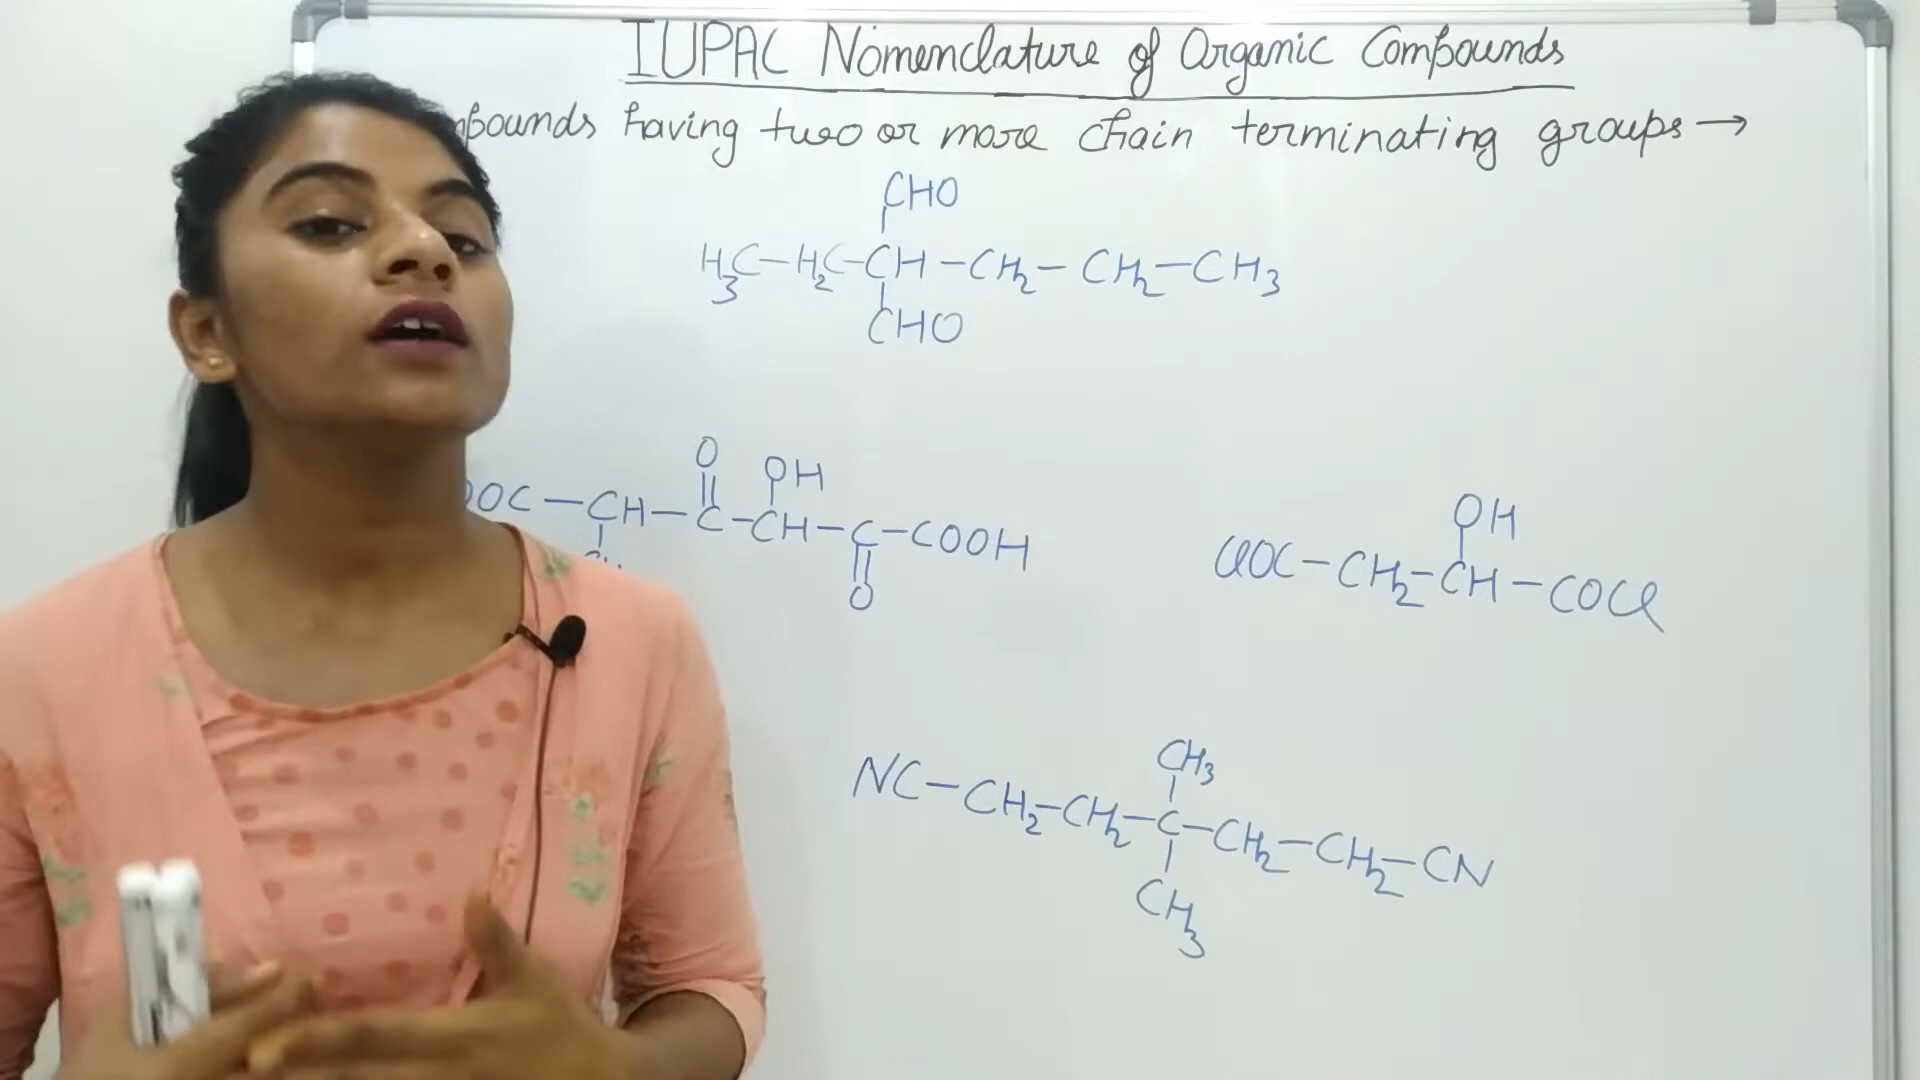 IUPAC Nomenclature of Organic Compounds
pounds having two or more chain terminating groups →
CHO
H3C–H2C–CH–CH2–CH2–CH3
CHO
O OH
OOC–CH–C–CH–C–COOH
O
OH
ClOC–CH2–CH–COCl
CH3
NC–CH2–CH2–C–CH2–CH2–CN
CH3